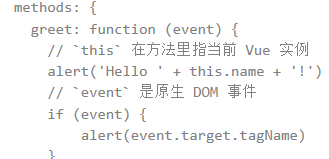 methods: {
greet: function (event) {
// `this` 在方法里指当前 Vue 实例
alert('Hello ' + this.name + '!')
// `event` 是原生 DOM 事件
if (event) {
alert(event.target.tagName)
}